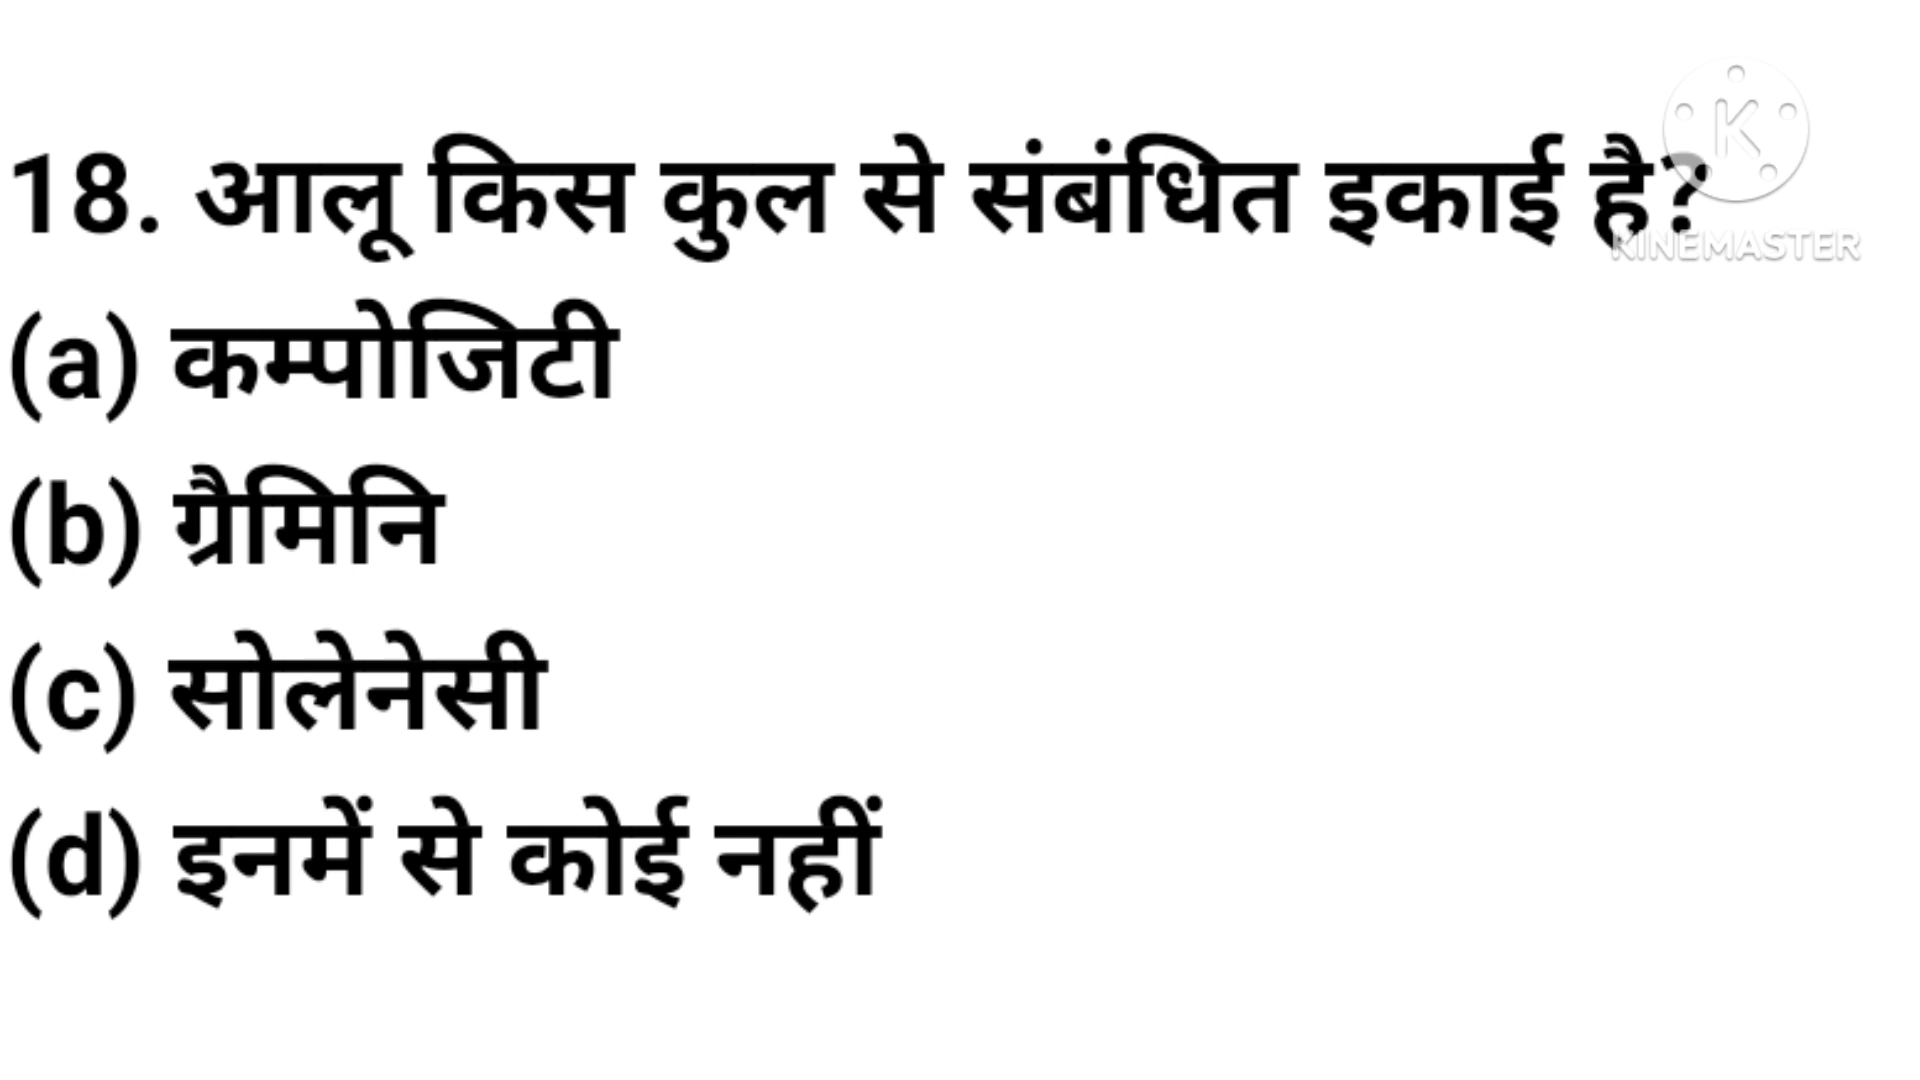 18. आलू किस कुल से संबंधित इकाई है?
KINEMASTER
(a) कम्पोजिटी
(b) ग्रैमिनि
(c) सोलेनेसी
(d) इनमें से कोई नहीं